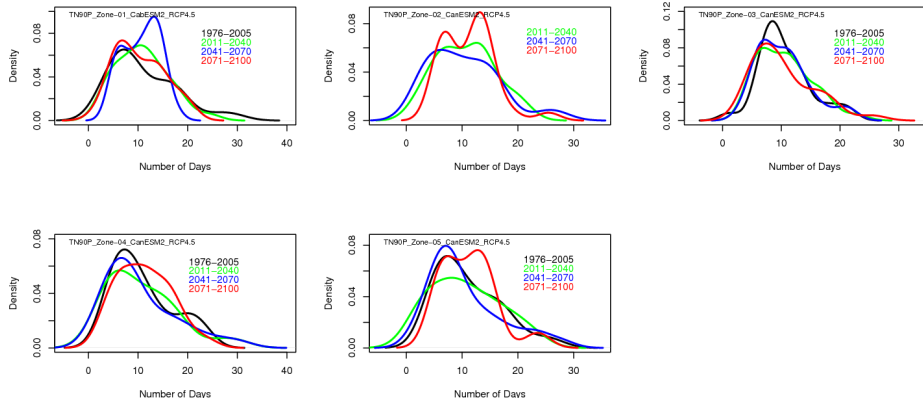 TN90P_Zone-01_CabESM2_RCP4.5
1976-2005
2011-2040
2041-2070
2071-2100
Density
0.00 0.04 0.08
0 10 20 30 40
Number of Days
TN90P_Zone-02_CanESM2_RCP4.5
2011-2040
2041-2070
2071-2100
Density
0.00 0.04 0.08
0 10 20 30
Number of Days
TN90P_Zone-03_CanESM2_RCP4.5
1976-2005
2011-2040
2041-2070
2071-2100
Density
0.00 0.04 0.08 0.12
0 10 20 30
Number of Days
TN90P_Zone-04_CanESM2_RCP4.5
1976-2005
2011-2040
2041-2070
2071-2100
Density
0.00 0.04 0.08
0 10 20 30 40
Number of Days
TN90P_Zone-05_CanESM2_RCP4.5
1976-2005
2011-2040
2041-2070
2071-2100
Density
0.00 0.04 0.08
0 10 20 30
Number of Days